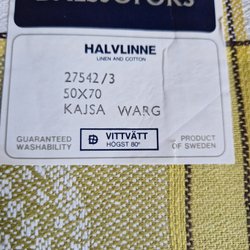 HALVLINNE
LINEN AND COTTON
27542/3
50X70
KAJSA WARG
GUARANTEED
WASHABILITY
VITTVÄTT
HÖGST 80°
PRODUCT
OF SWEDEN